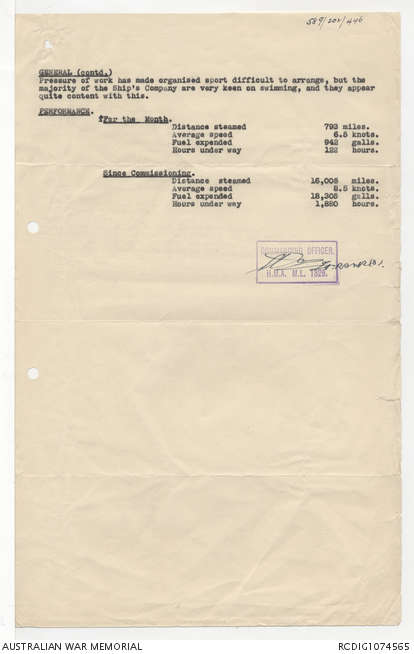 589/202/446
GENERAL (contd.)
Pressure of work has made organised sport difficult to arrange, but the
majority of the Ship's Company are very keen on swimming, and they appear
quite content with this.
PERFORMANCE.
For the Month.
Distance steamed 793 miles.
Average speed 6.5 knots.
Fuel expended 942 galls.
Hours under way 122 hours.
Since Commissioning.
Distance steamed 16,005 miles.
Average speed 8.5 knots.
Fuel expended 18,305 galls.
Hours under way 1,880 hours.
COMMANDING OFFICER.
H.M.A. M.L. 1326.
AUSTRALIAN WAR MEMORIAL
RCDIG1074565